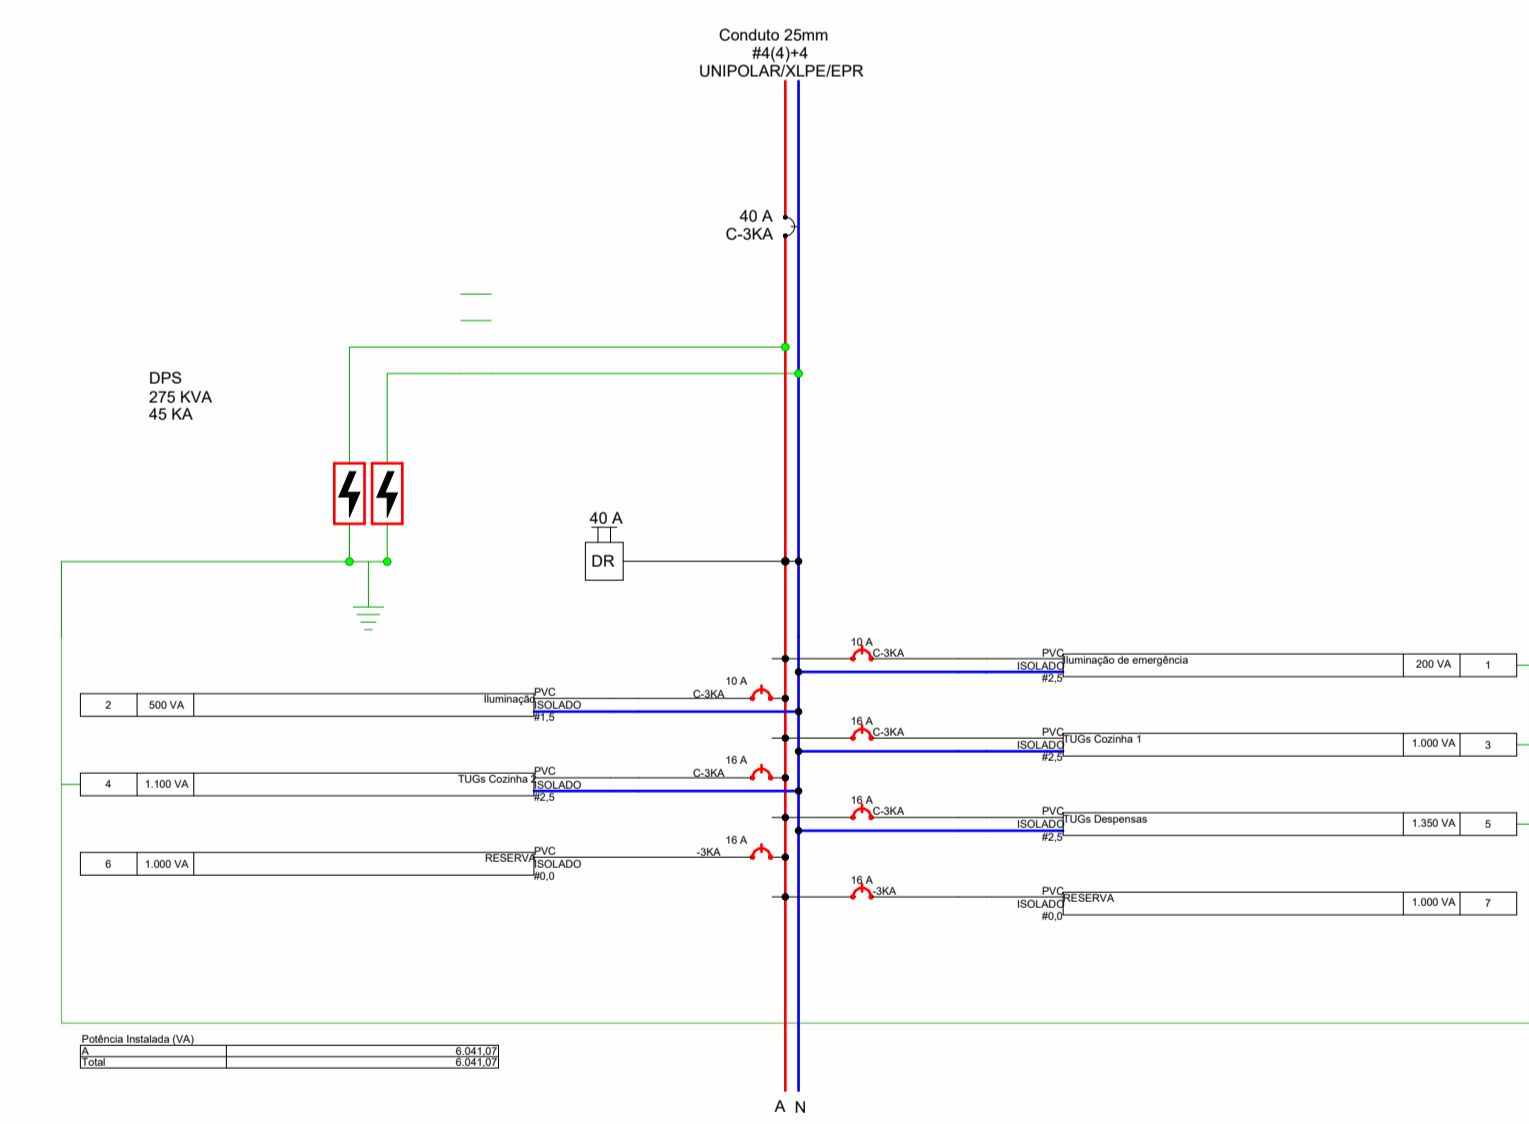 Conduto 25mm
#4(4)+4
UNIPOLAR/XLPE/EPR
40 A
C-3KA
DPS
275 KVA
45 KA
40 A
DR
10 A
C-3KA
PVC
ISOLADO
#2,5
Iluminação de emergência
200 VA
1
2
500 VA
Iluminação
PVC
ISOLADO
#1,5
C-3KA
10 A
16 A
C-3KA
PVC
ISOLADO
#2,5
TUGs Cozinha 1
1.000 VA
3
4
1.100 VA
TUGs Cozinha 2
PVC
ISOLADO
#2,5
C-3KA
16 A
16 A
C-3KA
PVC
ISOLADO
#2,5
TUGs Despensas
1.350 VA
5
6
1.000 VA
RESERVA
PVC
ISOLADO
#0,0
-3KA
16 A
16 A
-3KA
PVC
ISOLADO
#0,0
RESERVA
1.000 VA
7
Potência Instalada (VA)
A 6.041,07
Total 6.041,07
A N